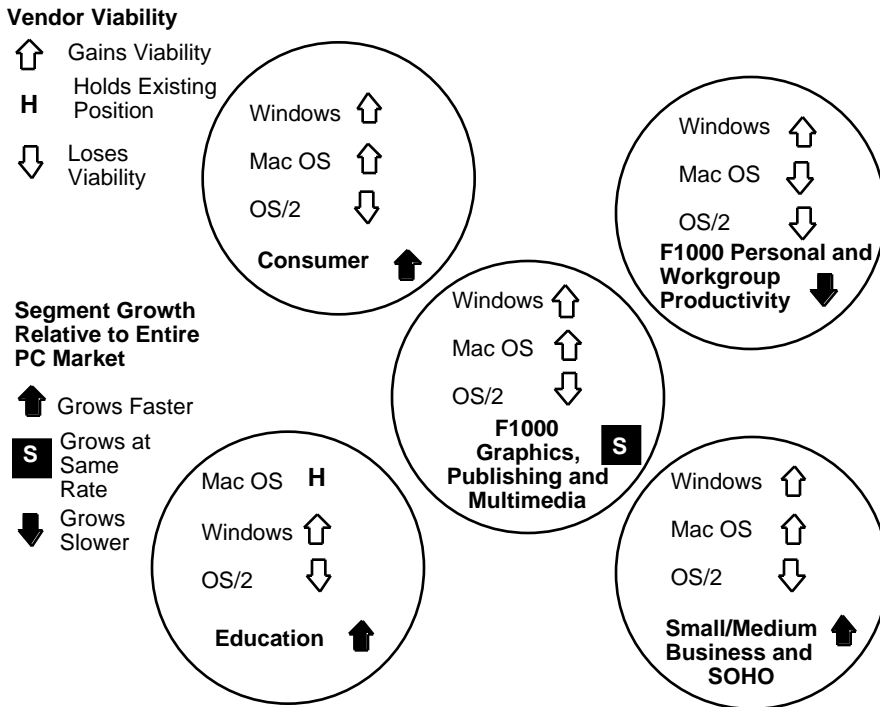 Vendor Viability
Gains Viability
H Holds Existing
Position
Loses
Viability
Segment Growth
Relative to Entire
PC Market
Grows Faster
S Grows at
Same
Rate
Grows
Slower
Windows
Mac OS
OS/2
Consumer
Windows
Mac OS
OS/2
F1000 Personal and
Workgroup
Productivity
Windows
Mac OS
OS/2
F1000
Graphics,
Publishing and
Multimedia
S
Mac OS H
Windows
OS/2
Education
Windows
Mac OS
OS/2
Small/Medium
Business and
SOHO